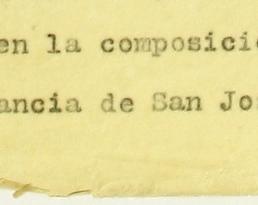 en la composici
ancia de San Jo